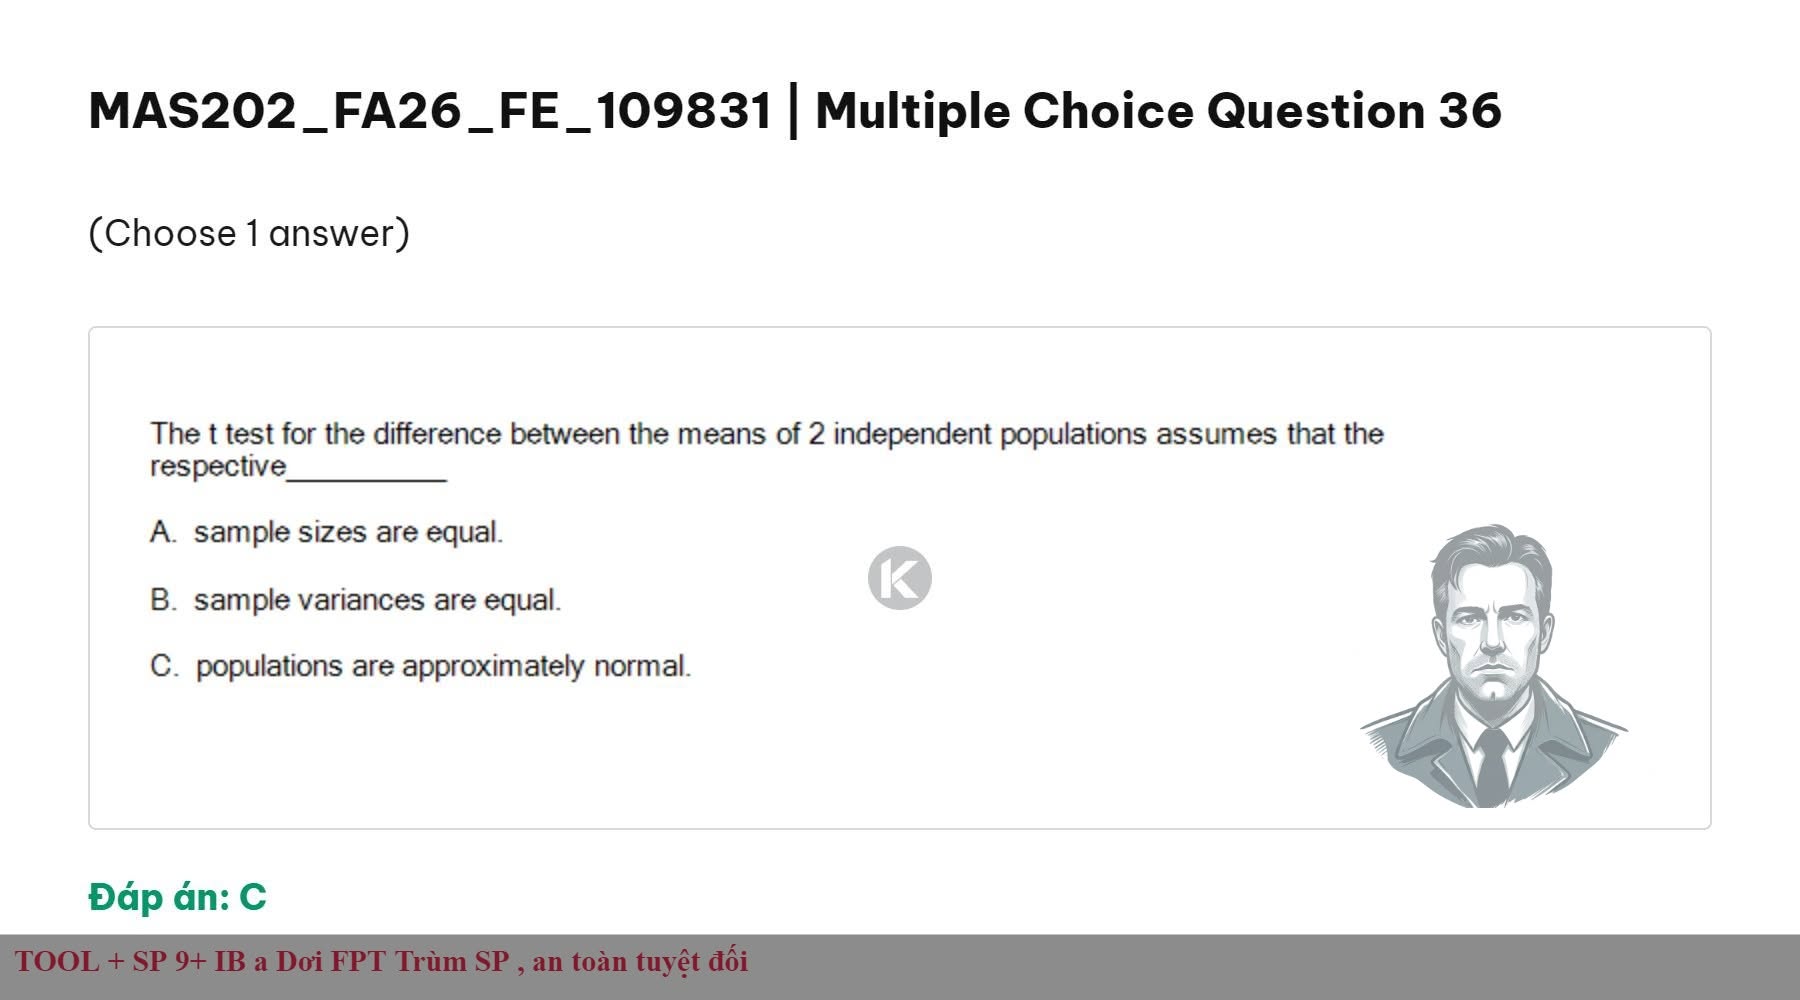 MAS202_FA26_FE_109831 | Multiple Choice Question 36
(Choose 1 answer)
The t test for the difference between the means of 2 independent populations assumes that the
respective__________
A. sample sizes are equal.
B. sample variances are equal.
K
C. populations are approximately normal.
Đáp án: C
TOOL + SP 9+ IB a Dơi FPT Trùm SP , an toàn tuyệt đối